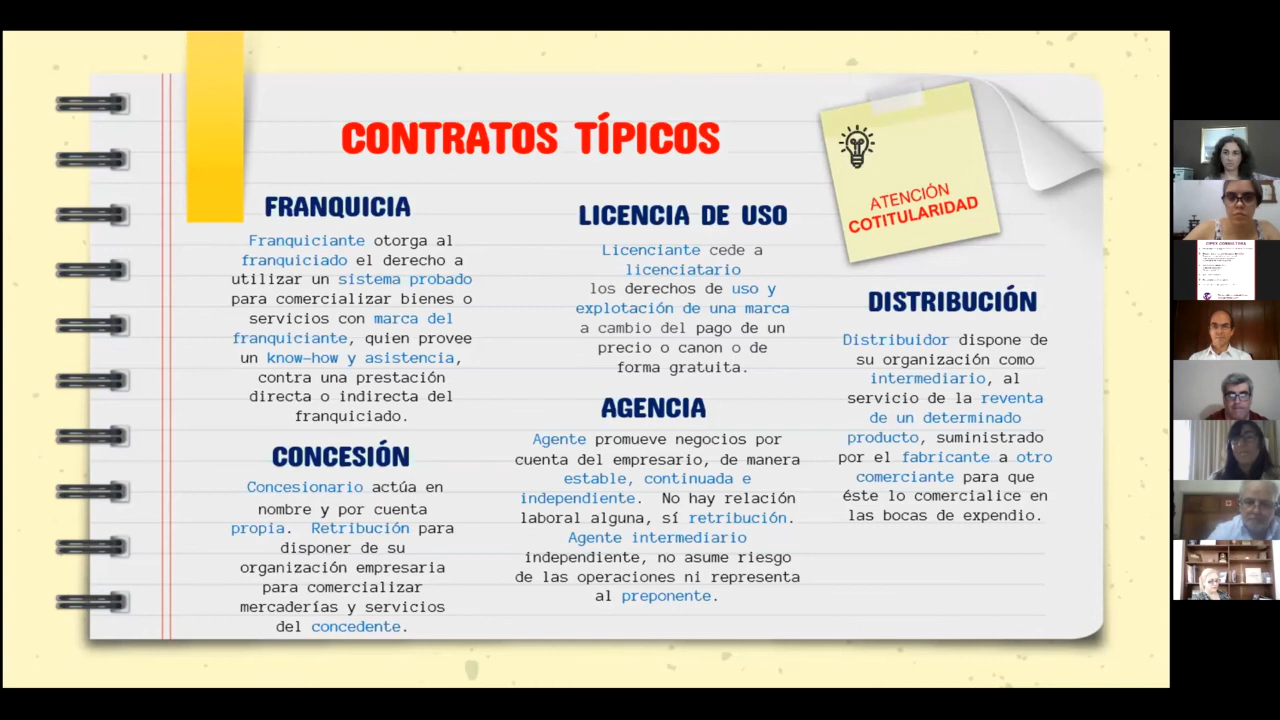 CONTRATOS TÍPICOS
ATENCIÓN
COTITULARIDAD
FRANQUICIA
Franquiciante otorga al
franquiciado el derecho a
utilizar un sistema probado
para comercializar bienes o
servicios con marca del
franquiciante, quien provee
un know-how y asistencia,
contra una prestación
directa o indirecta del
franquiciado.
CONCESIÓN
Concesionario actúa en
nombre y por cuenta
propia. Retribución para
disponer de su
organización empresaria
para comercializar
mercaderías y servicios
del concedente.
LICENCIA DE USO
Licenciante cede a
licenciatario
los derechos de uso y
explotación de una marca
a cambio del pago de un
precio o canon o de
forma gratuita.
AGENCIA
Agente promueve negocios por
cuenta del empresario, de manera
estable, continuada e
independiente. No hay relación
laboral alguna, sí retribución.
Agente intermediario
independiente, no asume riesgo
de las operaciones ni representa
al preponente.
DISTRIBUCIÓN
Distribuidor dispone de
su organización como
intermediario, al
servicio de la reventa
de un determinado
producto, suministrado
por el fabricante a otro
comerciante para que
éste lo comercialice en
las bocas de expendio.